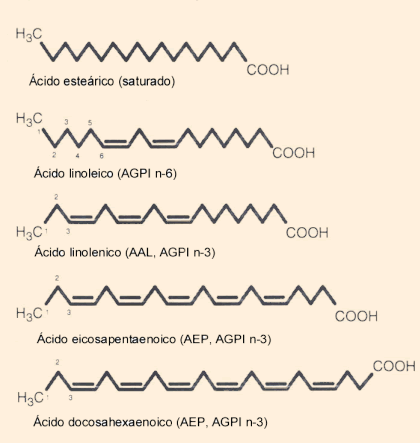 H₃C
COOH
Ácido esteárico (saturado)
H₃C
1 2 3 4 5 6
COOH
Ácido linoleico (AGPI n-6)
2
H₃C 1 3
COOH
Ácido linolenico (AAL, AGPI n-3)
2
H₃C 1 3
COOH
Ácido eicosapentaenoico (AEP, AGPI n-3)
COOH
2
H₃C 1 3
Ácido docosahexaenoico (AEP, AGPI n-3)